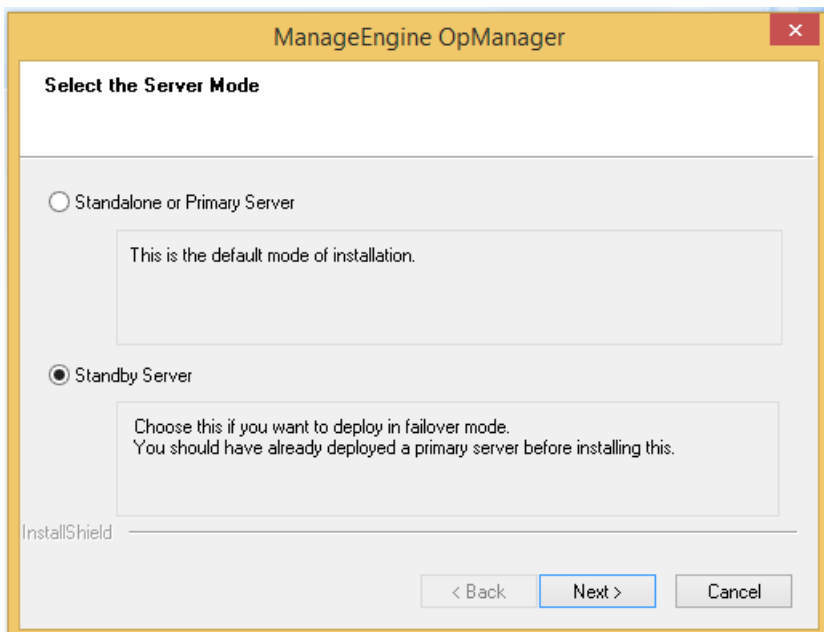 ManageEngine OpManager
Select the Server Mode
Standalone or Primary Server
This is the default mode of installation.
Standby Server
Choose this if you want to deploy in failover mode.
You should have already deployed a primary server before installing this.
InstallShield
< Back Next > Cancel